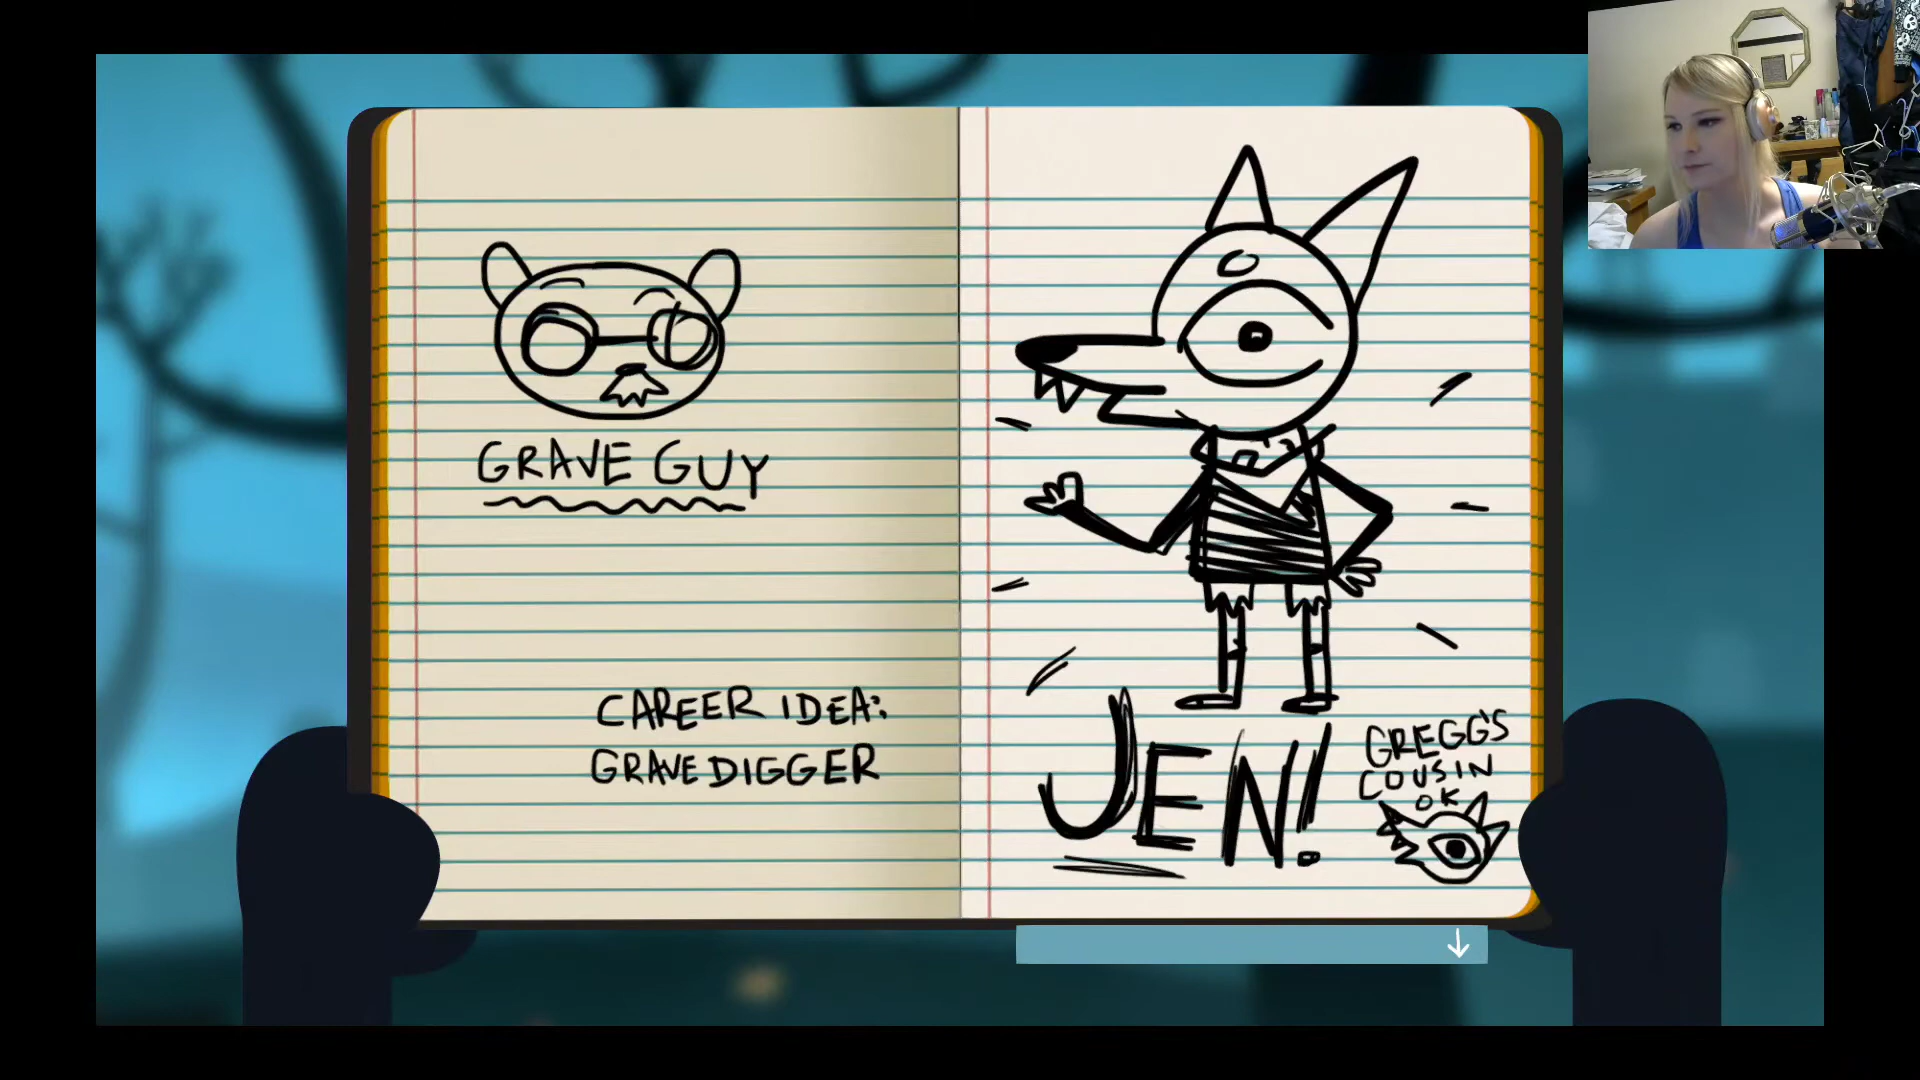 GRAVE GUY
CAREER IDEA:
GRAVEDIGGER
JEN!
GREGG'S
COUSIN
OK